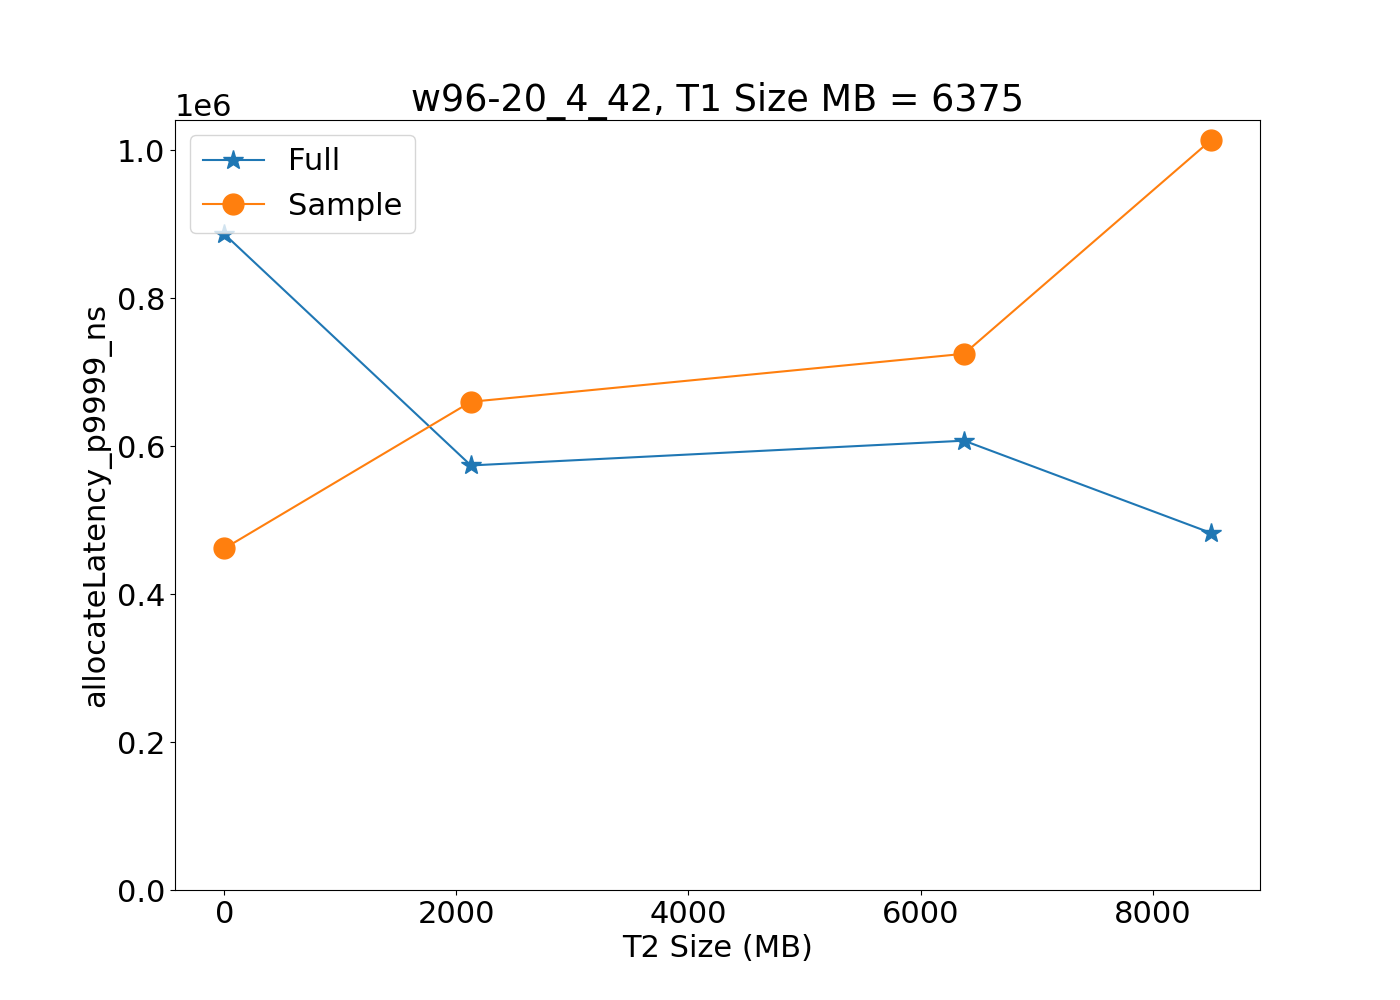 w96-20_4_42, T1 Size MB = 6375
1e6
Full
Sample
1.0
0.8
0.6
0.4
0.2
0.0
allocateLatency_p9999_ns
0 2000 4000 6000 8000
T2 Size (MB)